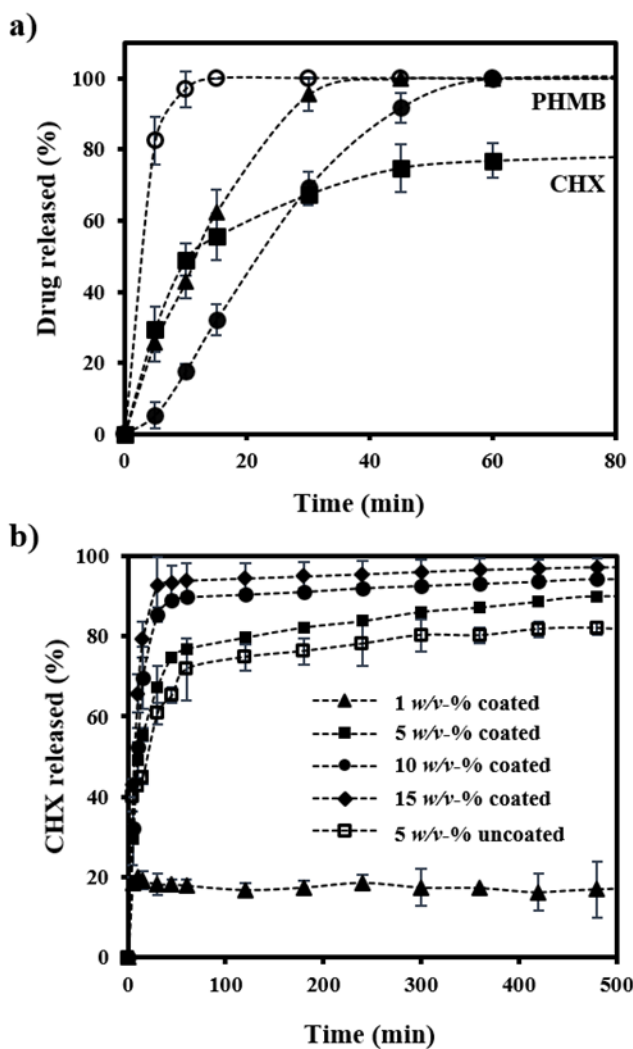 a)
100
80
60
40
20
0
Drug released (%)
PHMB
CHX
0 20 40 60 80
Time (min)
b)
100
80
60
40
20
0
CHX released (%)
1 w/v-% coated
5 w/v-% coated
10 w/v-% coated
15 w/v-% coated
5 w/v-% uncoated
0 100 200 300 400 500
Time (min)